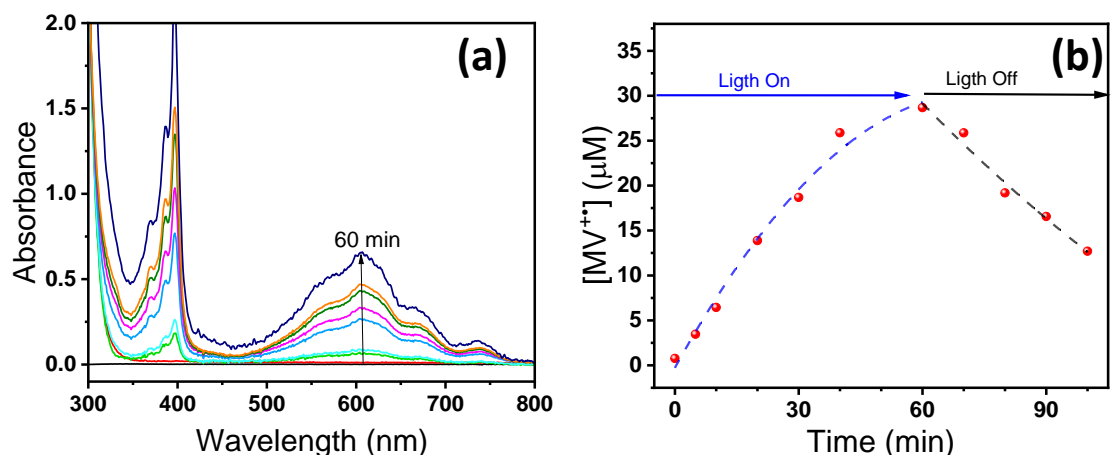 (a)
2.0
1.5
1.0
0.5
0.0
Absorbance
60 min
300 400 500 600 700 800
Wavelength (nm)
(b)
35
30
25
20
15
10
5
0
[MV⁺•] (μM)
Ligth On
Ligth Off
0 30 60 90
Time (min)